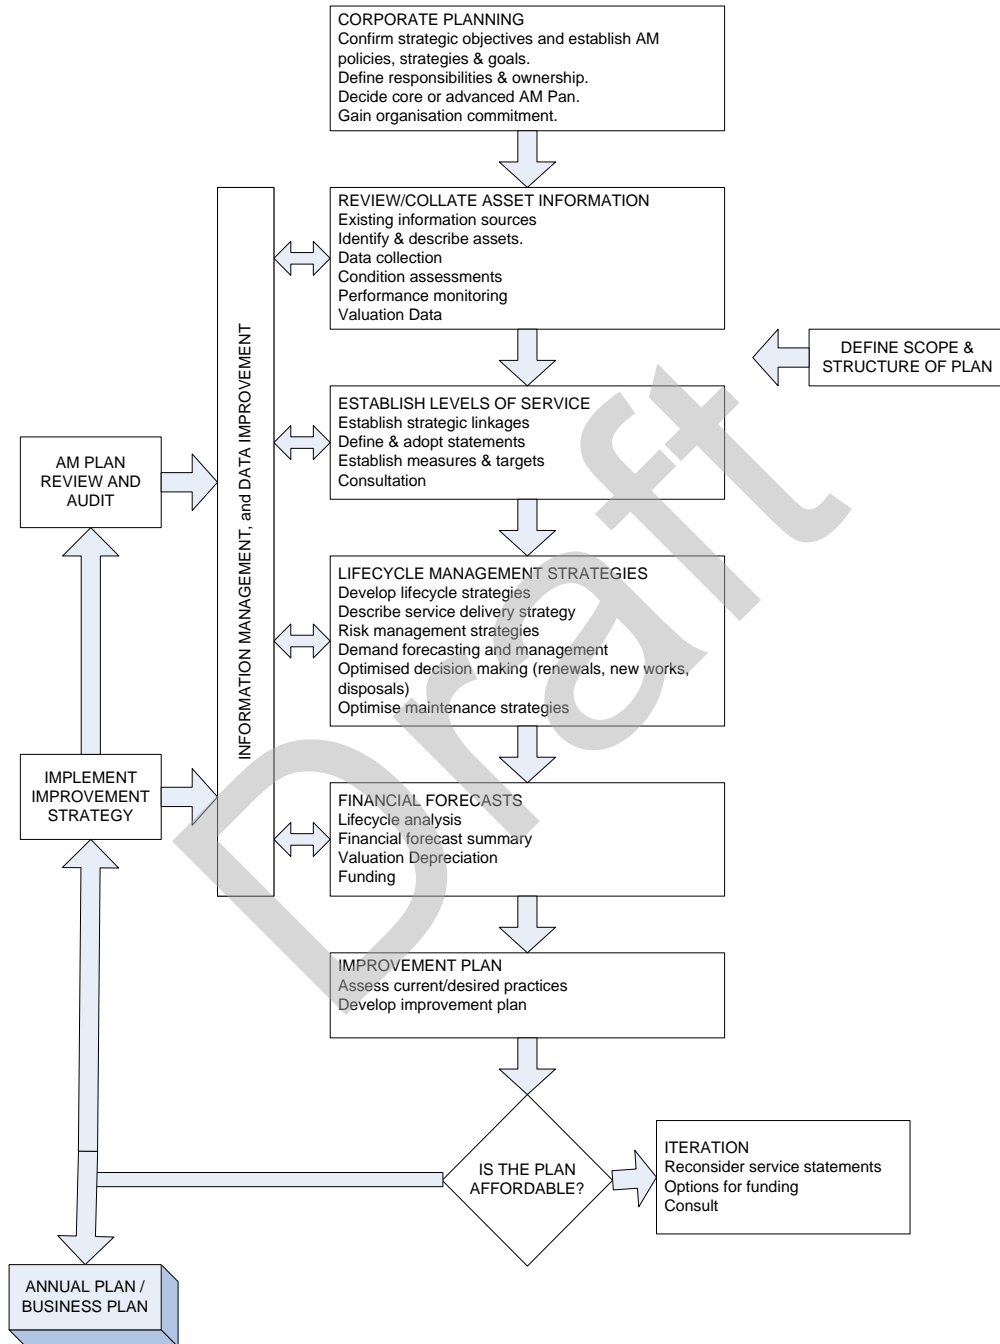 CORPORATE PLANNING
Confirm strategic objectives and establish AM
policies, strategies & goals.
Define responsibilities & ownership.
Decide core or advanced AM Pan.
Gain organisation commitment.
REVIEW/COLLATE ASSET INFORMATION
Existing information sources
Identify & describe assets.
Data collection
Condition assessments
Performance monitoring
Valuation Data
DEFINE SCOPE &
STRUCTURE OF PLAN
INFORMATION MANAGEMENT, and DATA IMPROVEMENT
ESTABLISH LEVELS OF SERVICE
Establish strategic linkages
Define & adopt statements
Establish measures & targets
Consultation
AM PLAN
REVIEW AND
AUDIT
LIFECYCLE MANAGEMENT STRATEGIES
Develop lifecycle strategies
Describe service delivery strategy
Risk management strategies
Demand forecasting and management
Optimised decision making (renewals, new works,
disposals)
Optimise maintenance strategies
IMPLEMENT
IMPROVEMENT
STRATEGY
FINANCIAL FORECASTS
Lifecycle analysis
Financial forecast summary
Valuation Depreciation
Funding
IMPROVEMENT PLAN
Assess current/desired practices
Develop improvement plan
IS THE PLAN
AFFORDABLE?
ITERATION
Reconsider service statements
Options for funding
Consult
ANNUAL PLAN /
BUSINESS PLAN
Draft